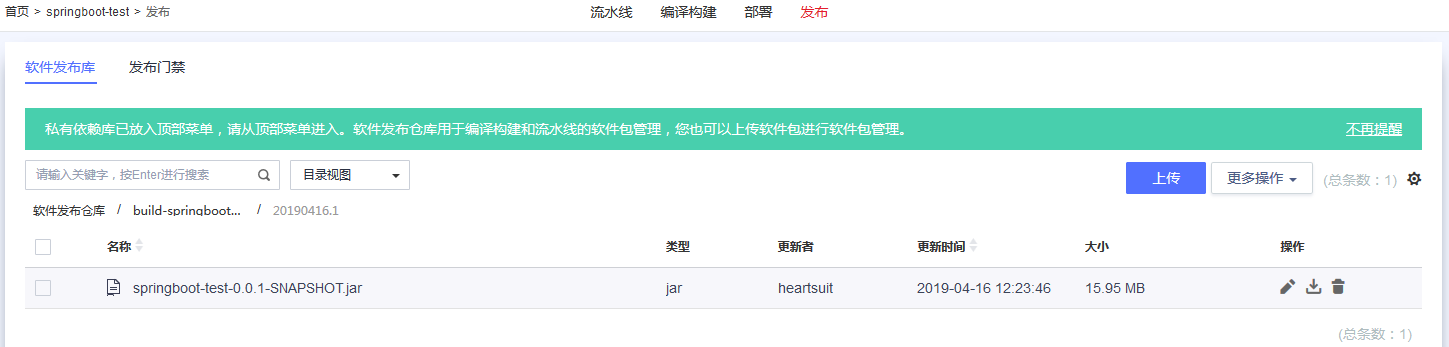 首页 > springboot-test > 发布 流水线 编译构建 部署 发布
软件发布库 发布门禁
私有依赖库已放入顶部菜单，请从顶部菜单进入。软件发布仓库用于编译构建和流水线的软件包管理，您也可以上传软件包进行软件包管理。 不再提醒
请输入关键字，按Enter进行搜索 目录视图 上传 更多操作 (总条数：1)
软件发布仓库 / build-springboot... / 20190416.1
名称 类型 更新者 更新时间 大小 操作
springboot-test-0.0.1-SNAPSHOT.jar jar heartsuit 2019-04-16 12:23:46 15.95 MB
(总条数：1)